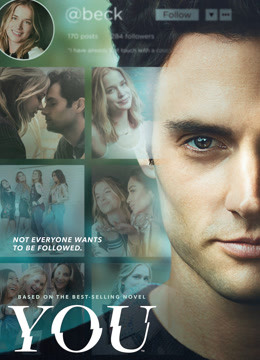 @beck
Follow
170 posts 284 followers
NOT EVERYONE WANTS
TO BE FOLLOWED.
BASED ON THE BEST-SELLING NOVEL
YOU